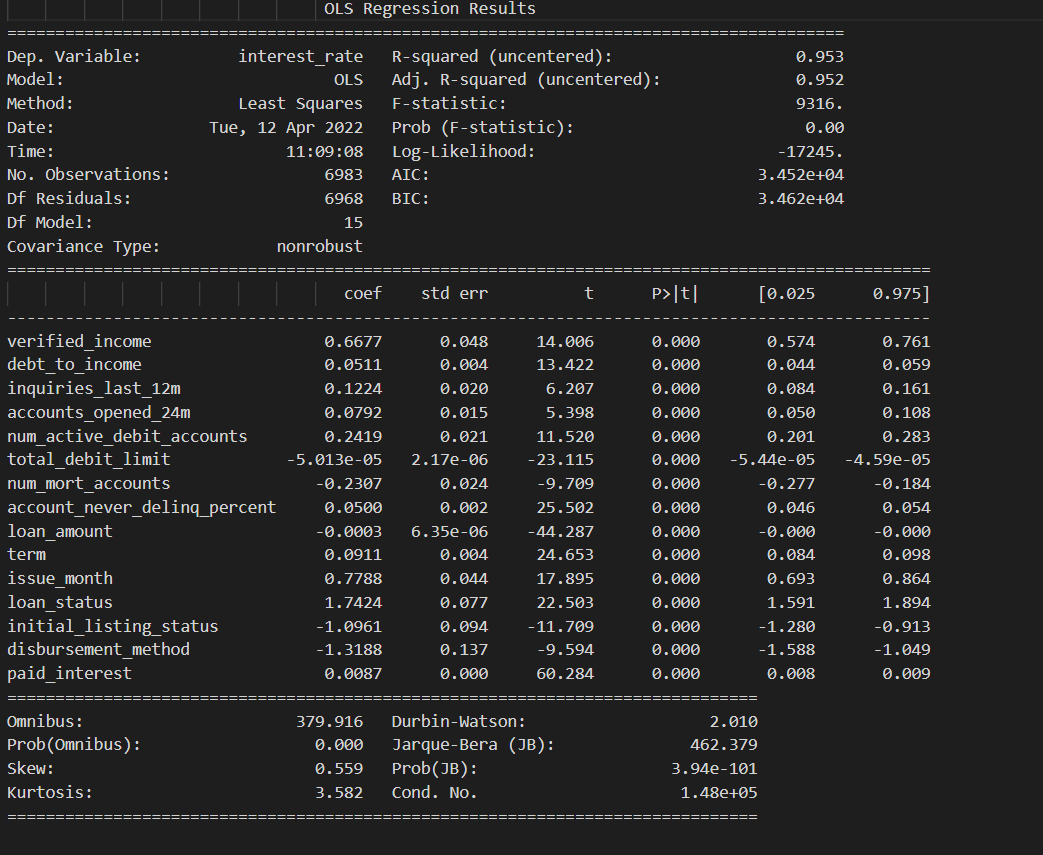 OLS Regression Results
==============================================================================
Dep. Variable: interest_rate R-squared (uncentered): 0.953
Model: OLS Adj. R-squared (uncentered): 0.952
Method: Least Squares F-statistic: 9316.
Date: Tue, 12 Apr 2022 Prob (F-statistic): 0.00
Time: 11:09:08 Log-Likelihood: -17245.
No. Observations: 6983 AIC: 3.452e+04
Df Residuals: 6968 BIC: 3.462e+04
Df Model: 15
Covariance Type: nonrobust
==============================================================================
coef std err t P>|t| [0.025 0.975]
------------------------------------------------------------------------------
verified_income 0.6677 0.048 14.006 0.000 0.574 0.761
debt_to_income 0.0511 0.004 13.422 0.000 0.044 0.059
inquiries_last_12m 0.1224 0.020 6.207 0.000 0.084 0.161
accounts_opened_24m 0.0792 0.015 5.398 0.000 0.050 0.108
num_active_debit_accounts 0.2419 0.021 11.520 0.000 0.201 0.283
total_debit_limit -5.013e-05 2.17e-06 -23.115 0.000 -5.44e-05 -4.59e-05
num_mort_accounts -0.2307 0.024 -9.709 0.000 -0.277 -0.184
account_never_delinq_percent 0.0500 0.002 25.502 0.000 0.046 0.054
loan_amount -0.0003 6.35e-06 -44.287 0.000 -0.000 -0.000
term 0.0911 0.004 24.653 0.000 0.084 0.098
issue_month 0.7788 0.044 17.895 0.000 0.693 0.864
loan_status 1.7424 0.077 22.503 0.000 1.591 1.894
initial_listing_status -1.0961 0.094 -11.709 0.000 -1.280 -0.913
disbursement_method -1.3188 0.137 -9.594 0.000 -1.588 -1.049
paid_interest 0.0087 0.000 60.284 0.000 0.008 0.009
==============================================================================
Omnibus: 379.916 Durbin-Watson: 2.010
Prob(Omnibus): 0.000 Jarque-Bera (JB): 462.379
Skew: 0.559 Prob(JB): 3.94e-101
Kurtosis: 3.582 Cond. No. 1.48e+05
==============================================================================